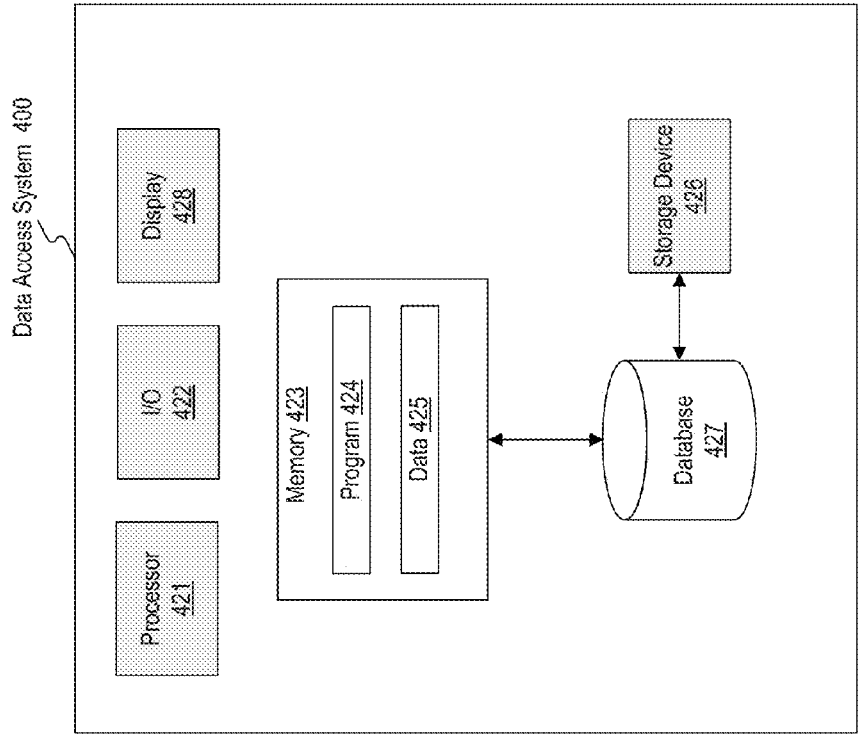 Data Access System 400
Processor
421
I/O
422
Display
428
Memory 423
Program 424
Data 425
Database
427
Storage Device
426